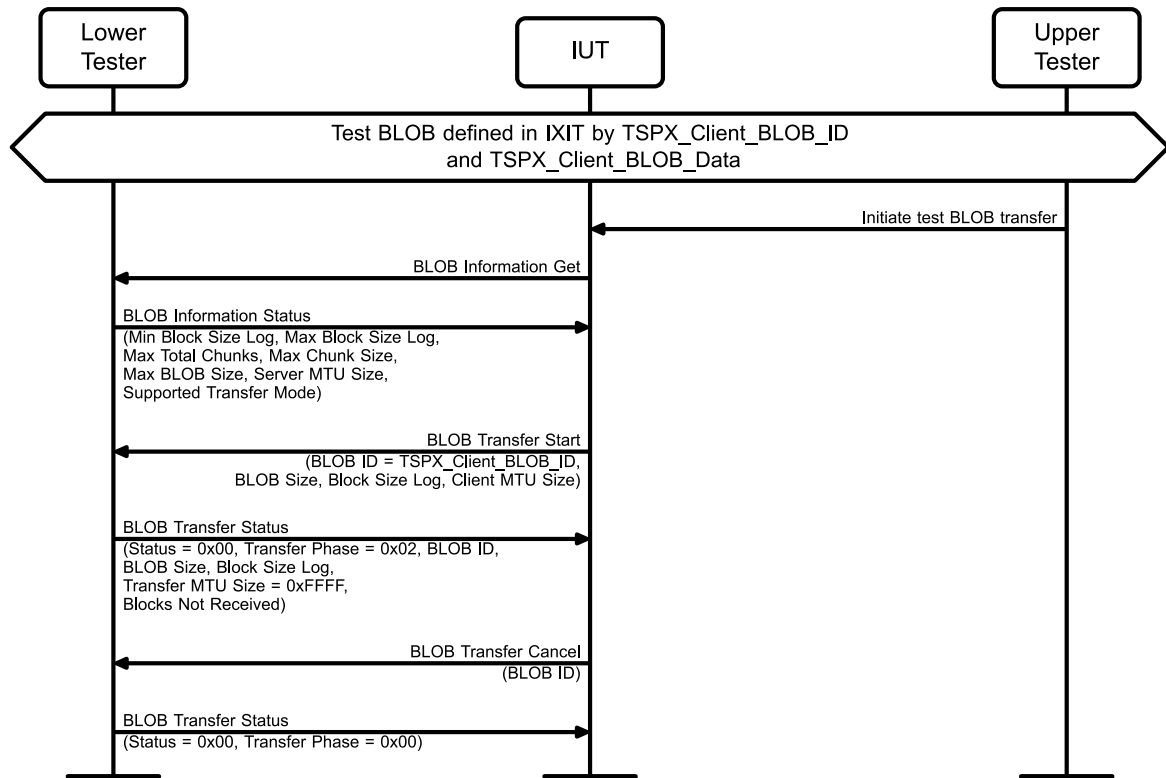 Lower
Tester
IUT
Upper
Tester
Test BLOB defined in IXIT by TSPX_Client_BLOB_ID
and TSPX_Client_BLOB_Data
Initiate test BLOB transfer
BLOB Information Get
BLOB Information Status
(Min Block Size Log, Max Block Size Log,
Max Total Chunks, Max Chunk Size,
Max BLOB Size, Server MTU Size,
Supported Transfer Mode)
BLOB Transfer Start
(BLOB ID = TSPX_Client_BLOB_ID,
BLOB Size, Block Size Log, Client MTU Size)
BLOB Transfer Status
(Status = 0x00, Transfer Phase = 0x02, BLOB ID,
BLOB Size, Block Size Log,
Transfer MTU Size = 0xFFFF,
Blocks Not Received)
BLOB Transfer Cancel
(BLOB ID)
BLOB Transfer Status
(Status = 0x00, Transfer Phase = 0x00)